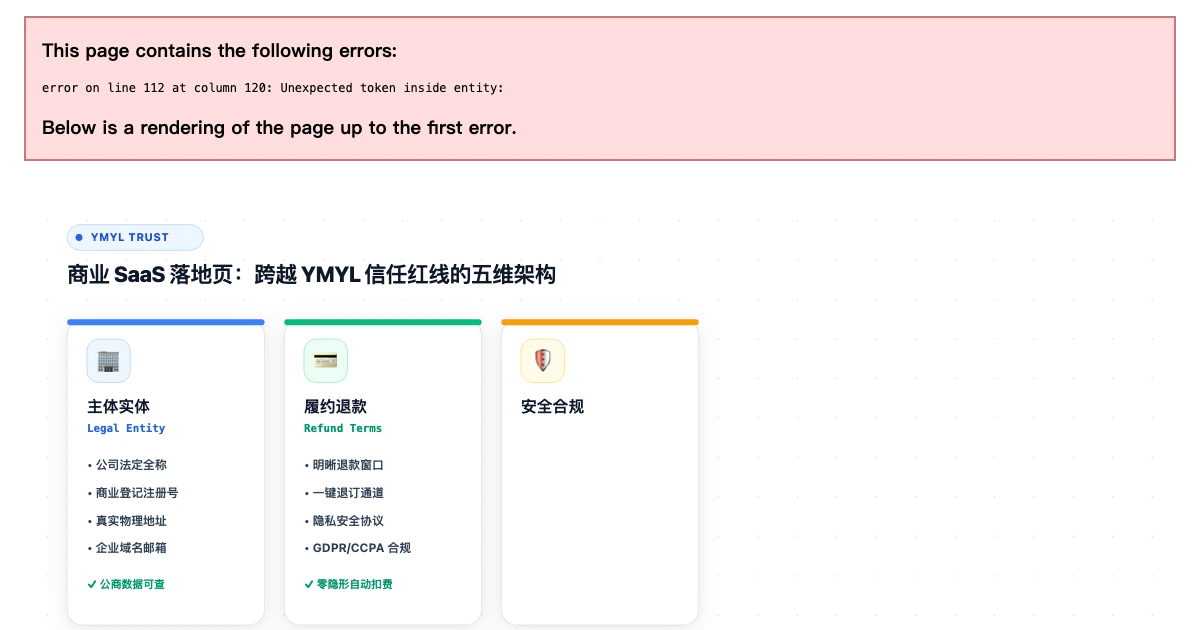 This page contains the following errors:
error on line 112 at column 120: Unexpected token inside entity:
Below is a rendering of the page up to the first error.
YMYL TRUST
商业 SaaS 落地页：跨越 YMYL 信任红线的五维架构
主体实体
Legal Entity
• 公司法定全称
• 商业登记注册号
• 真实物理地址
• 企业域名邮箱
✓ 公商数据可查
履约退款
Refund Terms
• 明晰退款窗口
• 一键退订通道
• 隐私安全协议
• GDPR/CCPA 合规
✓ 零隐形自动扣费
安全合规